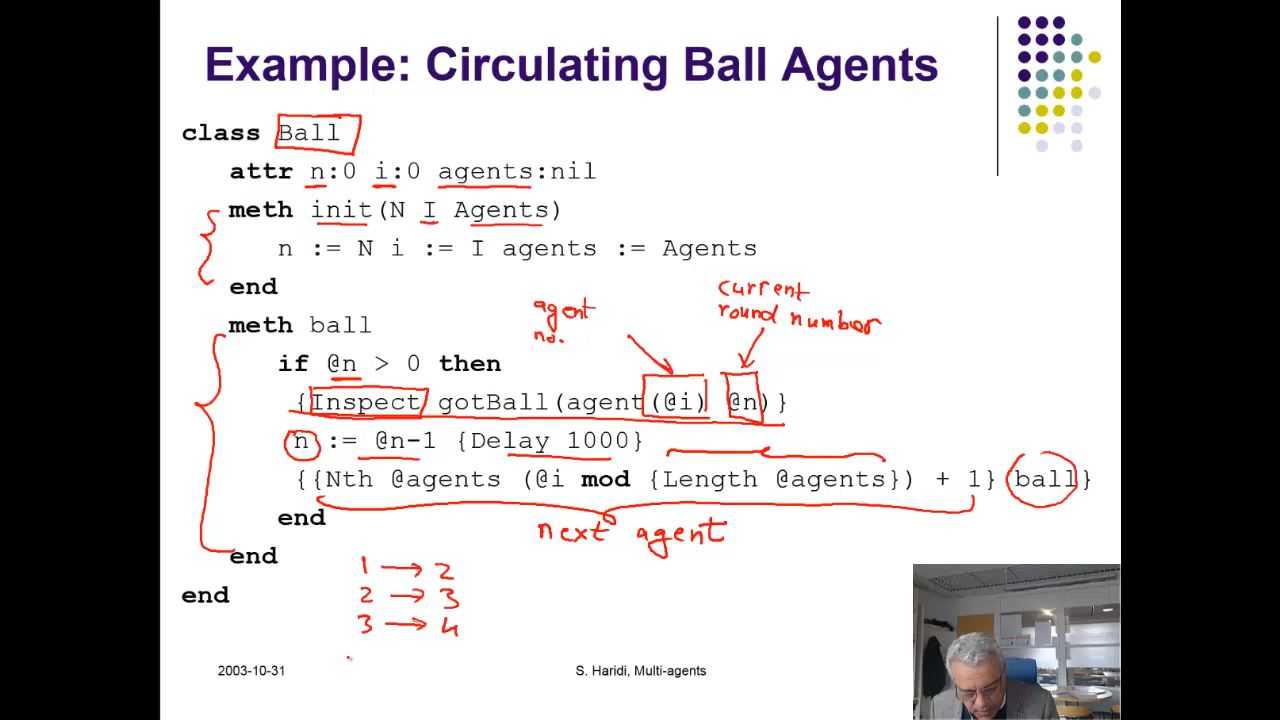 Example: Circulating Ball Agents
class Ball
attr n:0 i:0 agents:nil
meth init(N I Agents)
n := N i := I agents := Agents
end
current
agent
round number
meth ball
no.
if @n > 0 then
{Inspect gotBall(agent(@i) @n)}
n := @n-1 {Delay 1000}
{{Nth @agents (@i mod {Length @agents}) + 1} ball}
end
next agent
end
1 → 2
end
2 → 3
3 → 4
2003-10-31
S. Haridi, Multi-agents